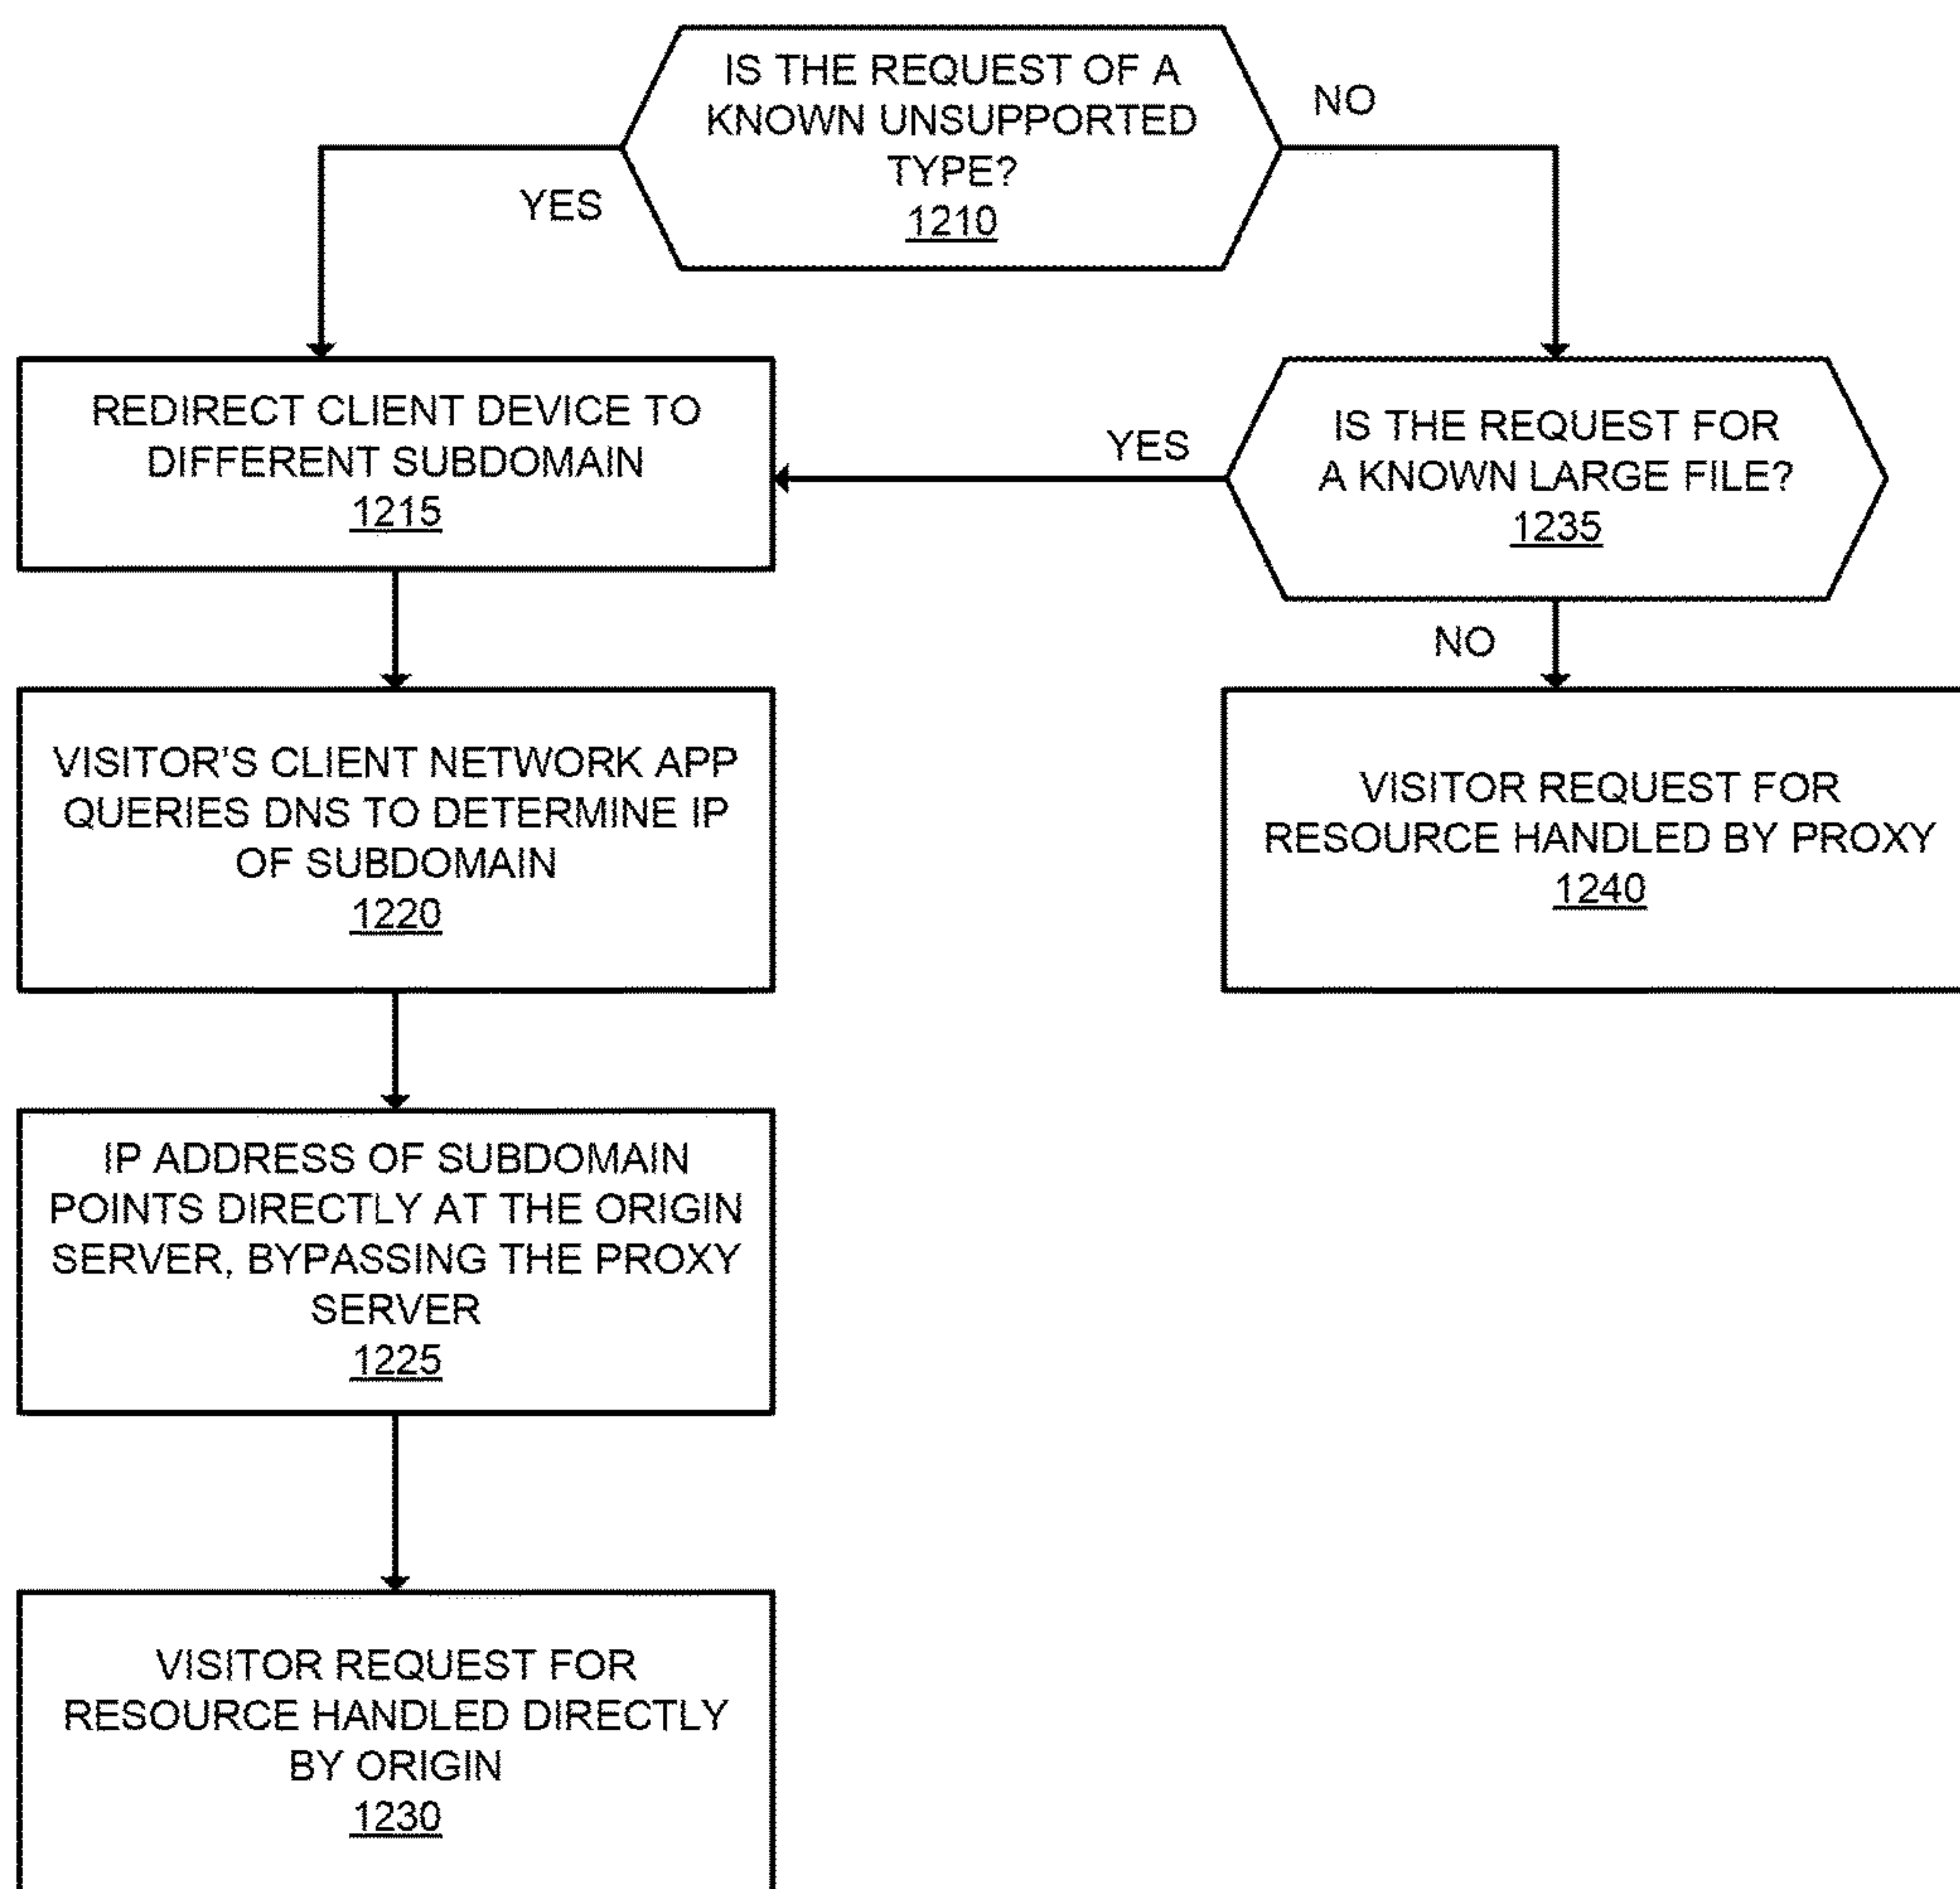 IS THE REQUEST OF A
KNOWN UNSUPPORTED
TYPE?
1210
NO
YES
REDIRECT CLIENT DEVICE TO
DIFFERENT SUBDOMAIN
1215
YES
IS THE REQUEST FOR
A KNOWN LARGE FILE?
1235
NO
VISITOR'S CLIENT NETWORK APP
QUERIES DNS TO DETERMINE IP
OF SUBDOMAIN
1220
VISITOR REQUEST FOR
RESOURCE HANDLED BY PROXY
1240
IP ADDRESS OF SUBDOMAIN
POINTS DIRECTLY AT THE ORIGIN
SERVER, BYPASSING THE PROXY
SERVER
1225
VISITOR REQUEST FOR
RESOURCE HANDLED DIRECTLY
BY ORIGIN
1230